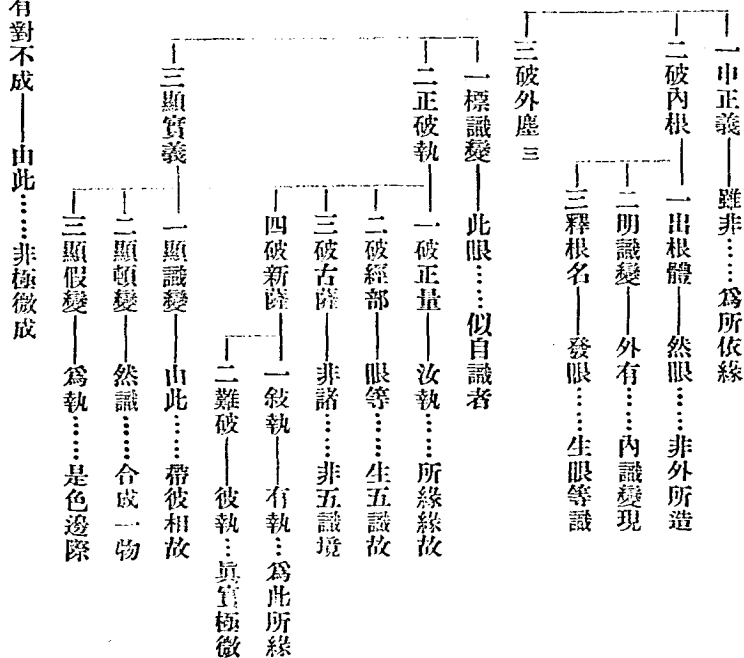 一申正義——雖非……爲所依緣
二破內根——一出根體——然眼……非外所造
二明識變——外有……內識變現
三釋根名——發眼……生眼等識
三破外塵 三
一標識變——此眼……似自識者
二正破執——一破正量——汝執……所緣緣故
二破經部——眼等……生五識故
三破古薩——非諸……非五識境
四破新薩——一敍執——有執…爲此所緣
二難破——彼執…眞實極微
三顯實義——一顯識變——由此……帶彼相故
二顯頓變——然識……合成一物
三顯假變——爲執……是色邊際
有對不成——由此……非極微成